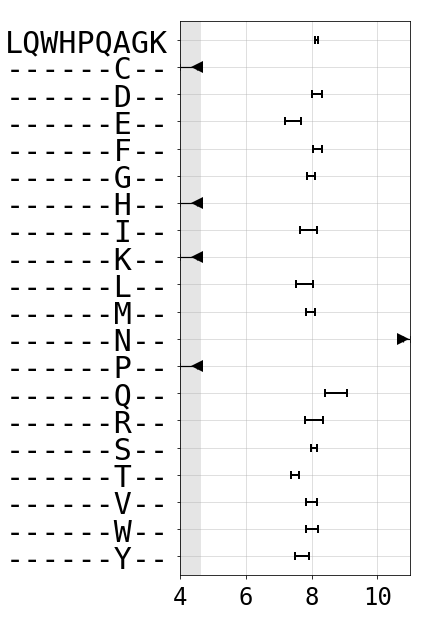 LQWHPQAGK
------C--
------D--
------E--
------F--
------G--
------H--
------I--
------K--
------L--
------M--
------N--
------P--
------Q--
------R--
------S--
------T--
------V--
------W--
------Y--
4 6 8 10